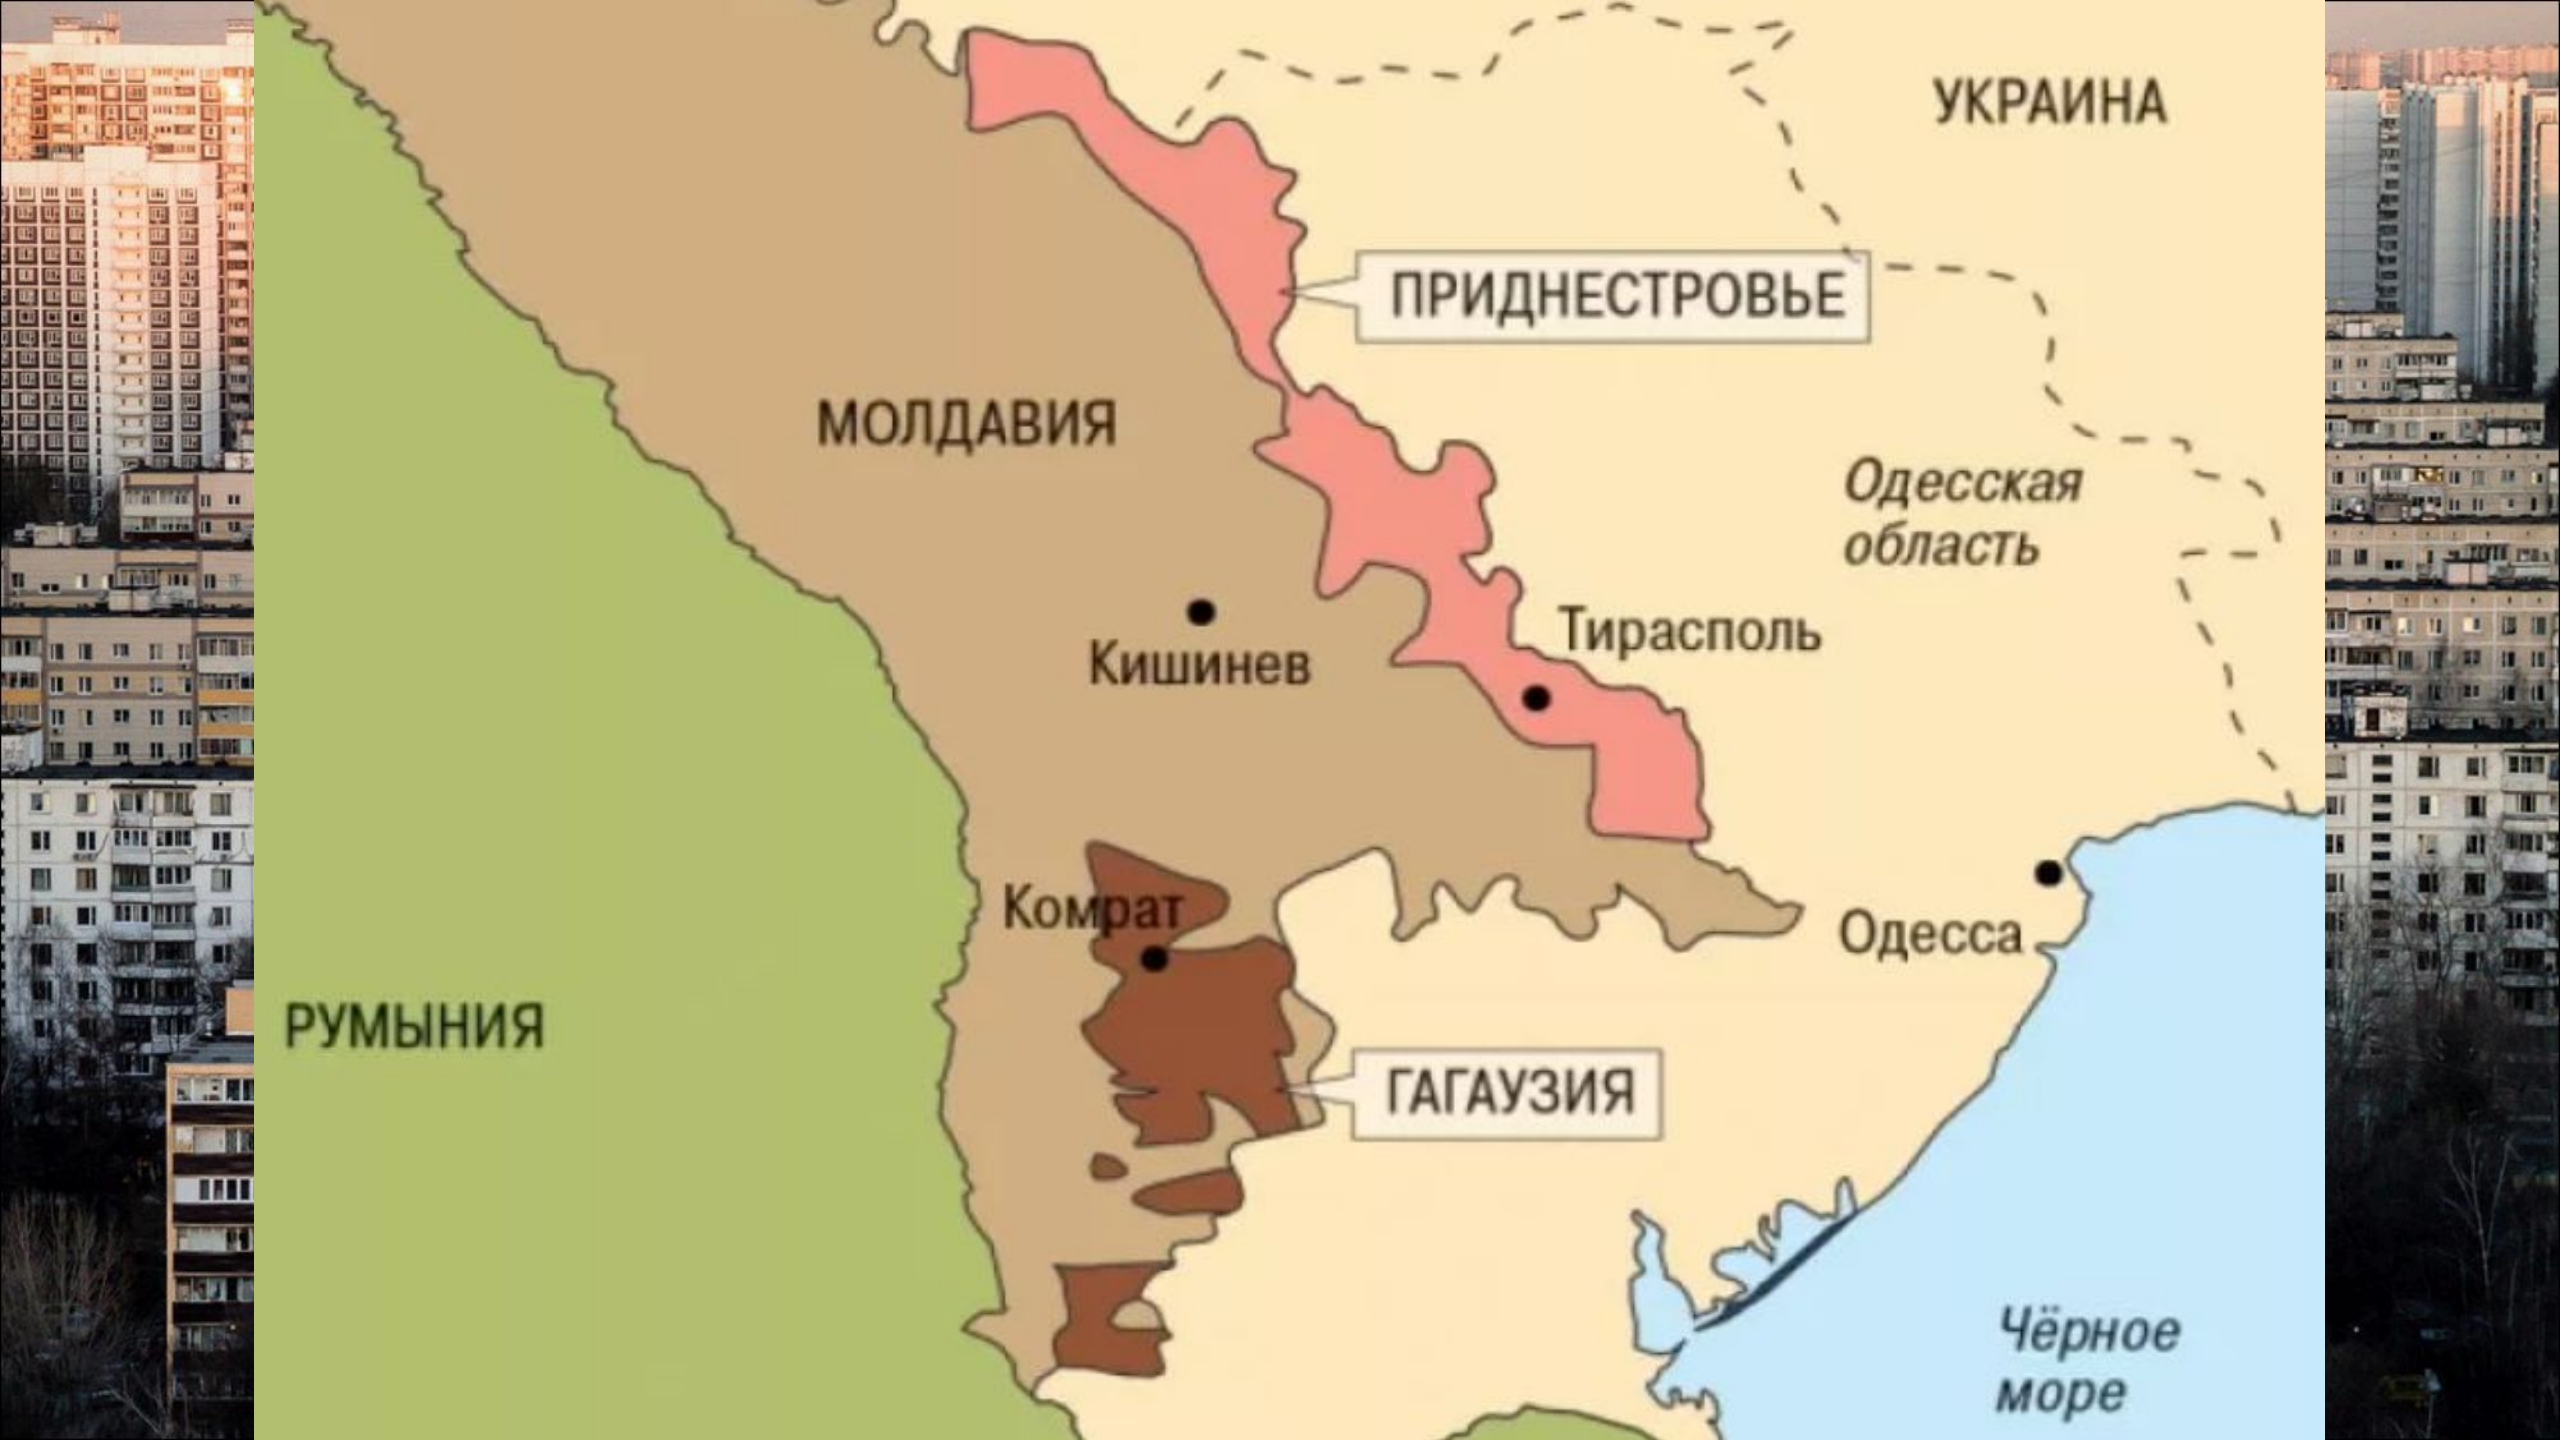 УКРАИНА
ПРИДНЕСТРОВЬЕ
МОЛДАВИЯ
Одесская
область
Тирасполь
Кишинев
Комрат
Одесса
РУМЫНИЯ
ГАГАУЗИЯ
Чёрное
море